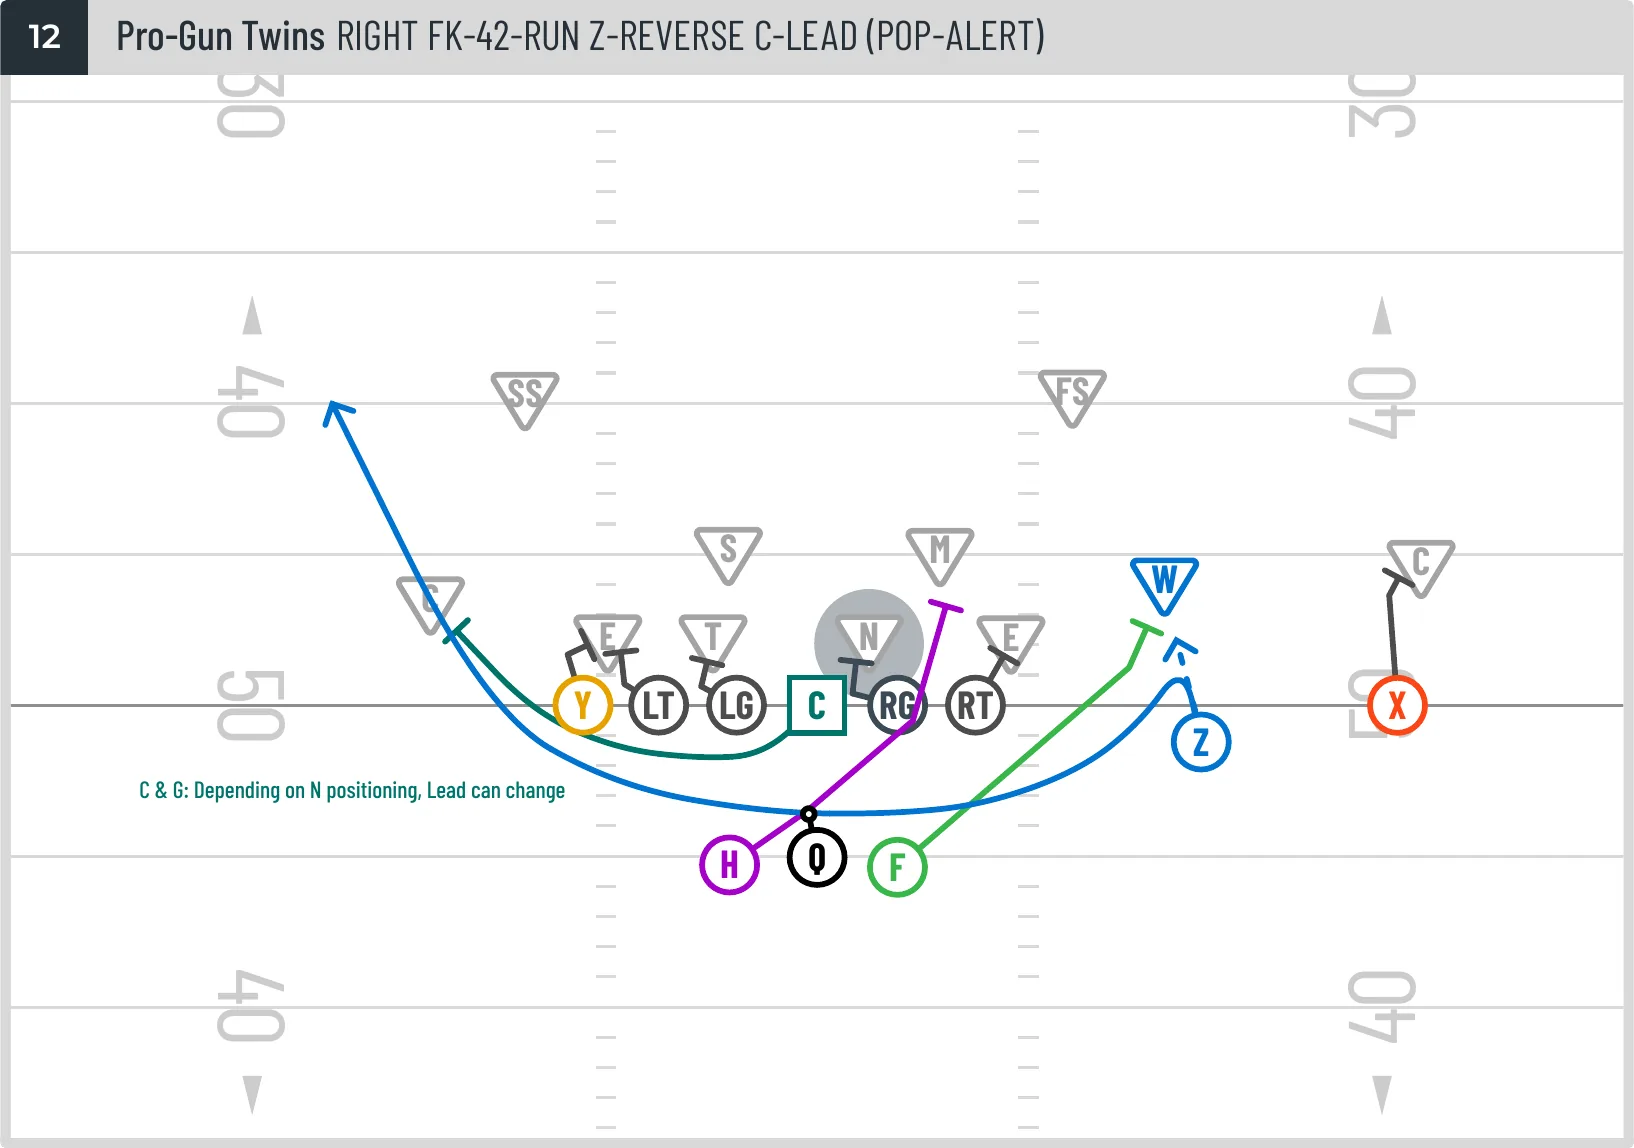 12 Pro-Gun Twins RIGHT FK-42-RUN Z-REVERSE C-LEAD (POP-ALERT)
30 30
40 40
SS FS
S M
W C
C
E T N E
50 50
Y LT LG C RG RT X
Z
C & G: Depending on N positioning, Lead can change
H Q F
40 40